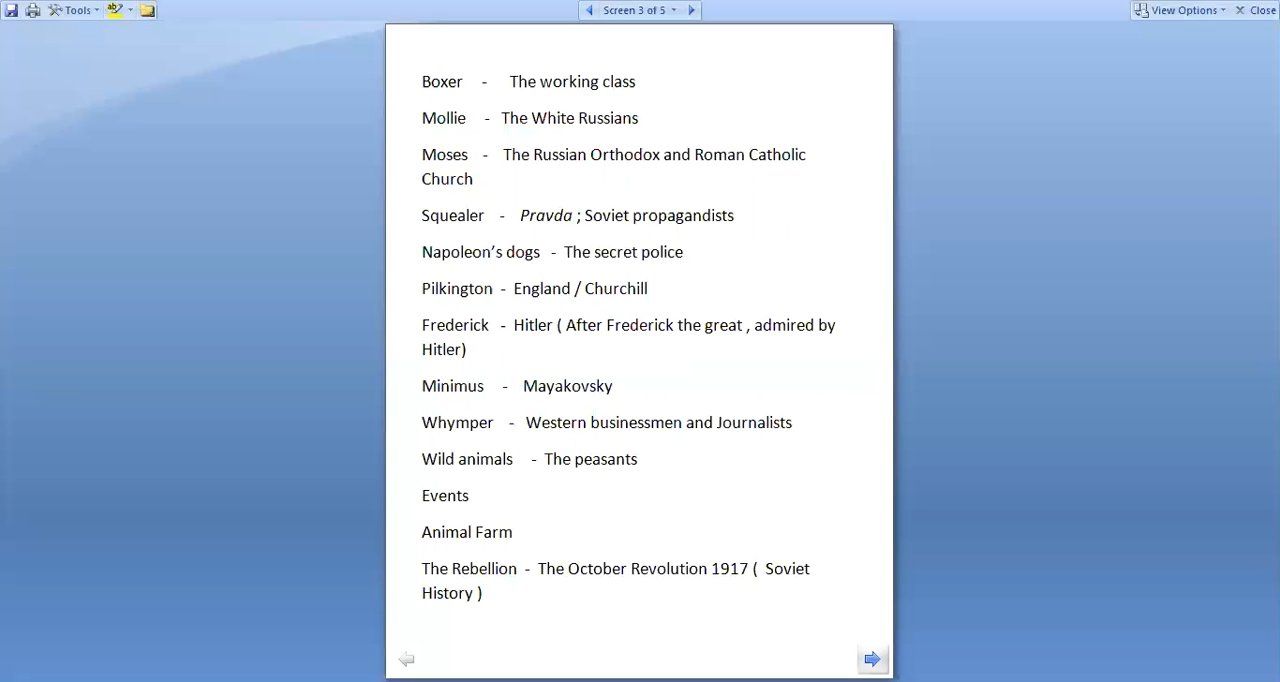 Tools
Screen 3 of 5
View Options
Close
Boxer - The working class
Mollie - The White Russians
Moses - The Russian Orthodox and Roman Catholic
Church
Squealer - Pravda ; Soviet propagandists
Napoleon’s dogs - The secret police
Pilkington - England / Churchill
Frederick - Hitler ( After Frederick the great , admired by
Hitler)
Minimus - Mayakovsky
Whymper - Western businessmen and Journalists
Wild animals - The peasants
Events
Animal Farm
The Rebellion - The October Revolution 1917 ( Soviet
History )